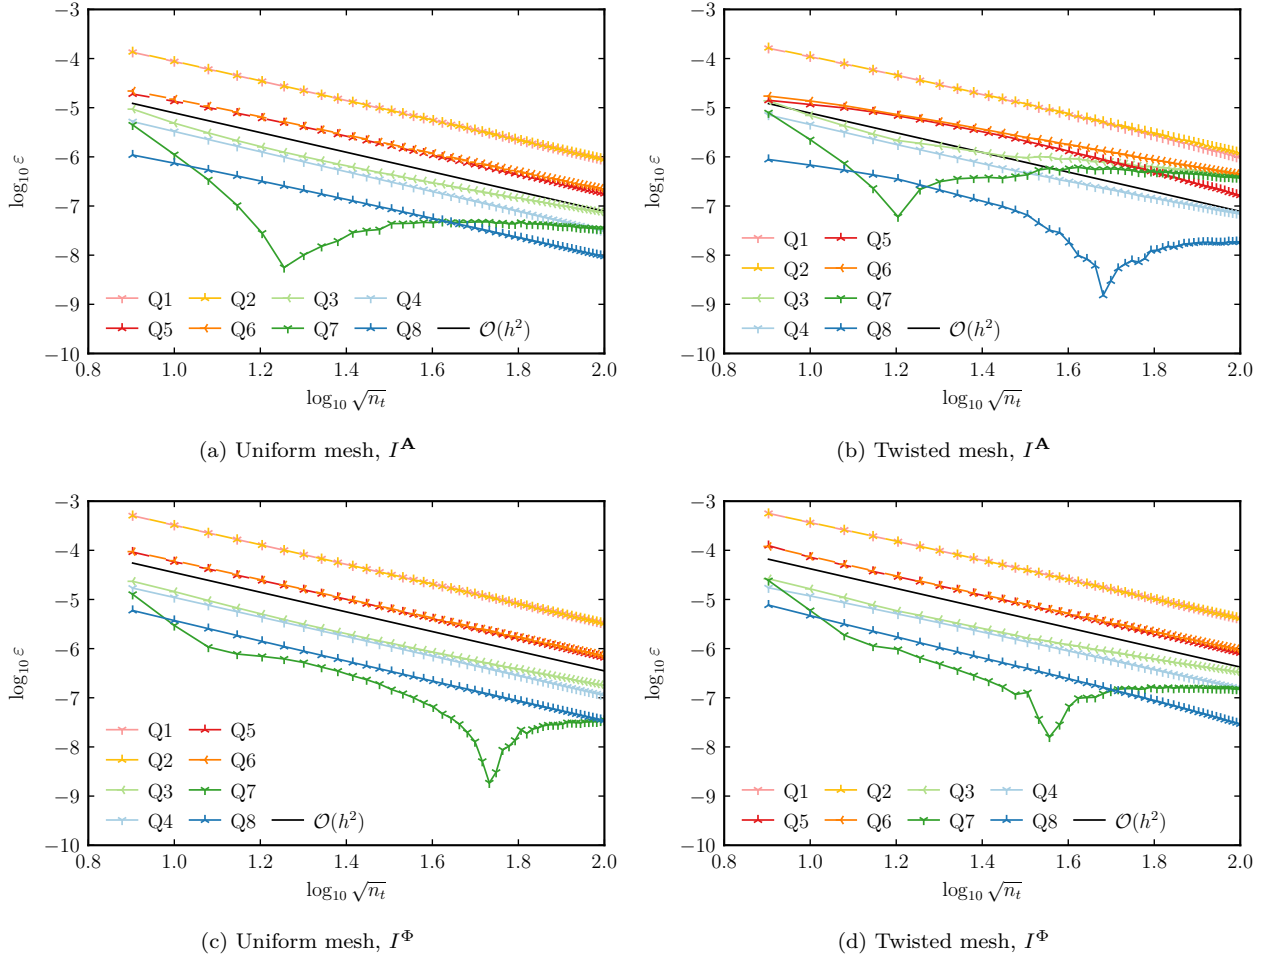 −3
−4
−5
−6
−7
−8
−9
−10
log₁₀ ε
0.8 1.0 1.2 1.4 1.6 1.8 2.0
log₁₀ √nₜ
Q1 Q2 Q3 Q4
Q5 Q6 Q7 Q8 𝒪(h²)
(a) Uniform mesh, I^𝐀
−3
−4
−5
−6
−7
−8
−9
−10
log₁₀ ε
0.8 1.0 1.2 1.4 1.6 1.8 2.0
log₁₀ √nₜ
Q1 Q5
Q2 Q6
Q3 Q7
Q4 Q8 𝒪(h²)
(b) Twisted mesh, I^𝐀
−3
−4
−5
−6
−7
−8
−9
−10
log₁₀ ε
0.8 1.0 1.2 1.4 1.6 1.8 2.0
log₁₀ √nₜ
Q1 Q5
Q2 Q6
Q3 Q7
Q4 Q8 𝒪(h²)
(c) Uniform mesh, I^Φ
−3
−4
−5
−6
−7
−8
−9
−10
log₁₀ ε
0.8 1.0 1.2 1.4 1.6 1.8 2.0
log₁₀ √nₜ
Q1 Q2 Q3 Q4
Q5 Q6 Q7 Q8 𝒪(h²)
(d) Twisted mesh, I^Φ